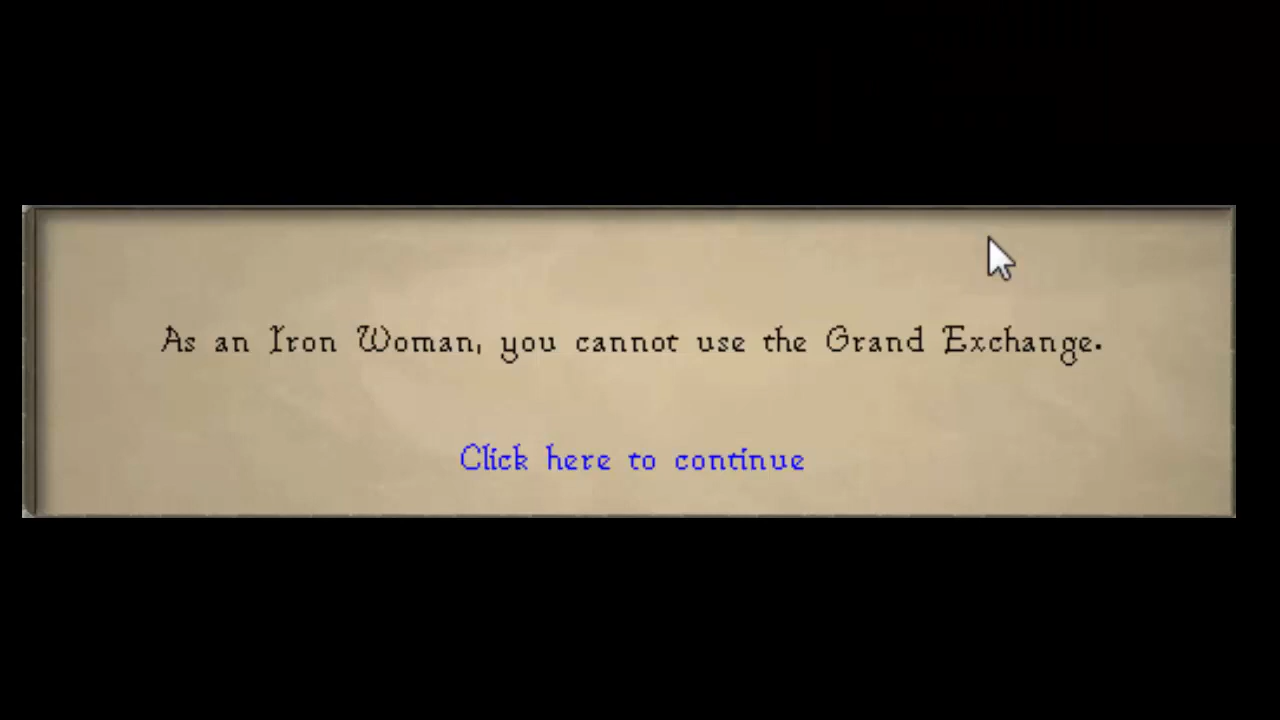 As an Iron Woman, you cannot use the Grand Exchange.
Click here to continue